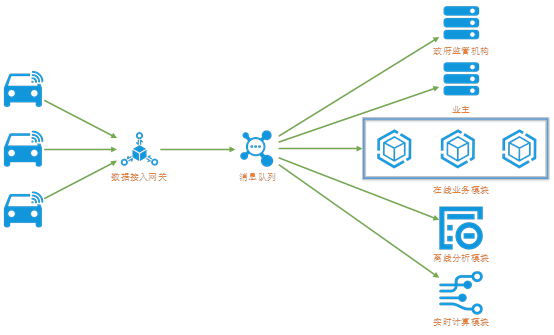 政府监管机构
业主
数据接入网关
消息队列
在线业务模块
离线分析模块
实时计算模块